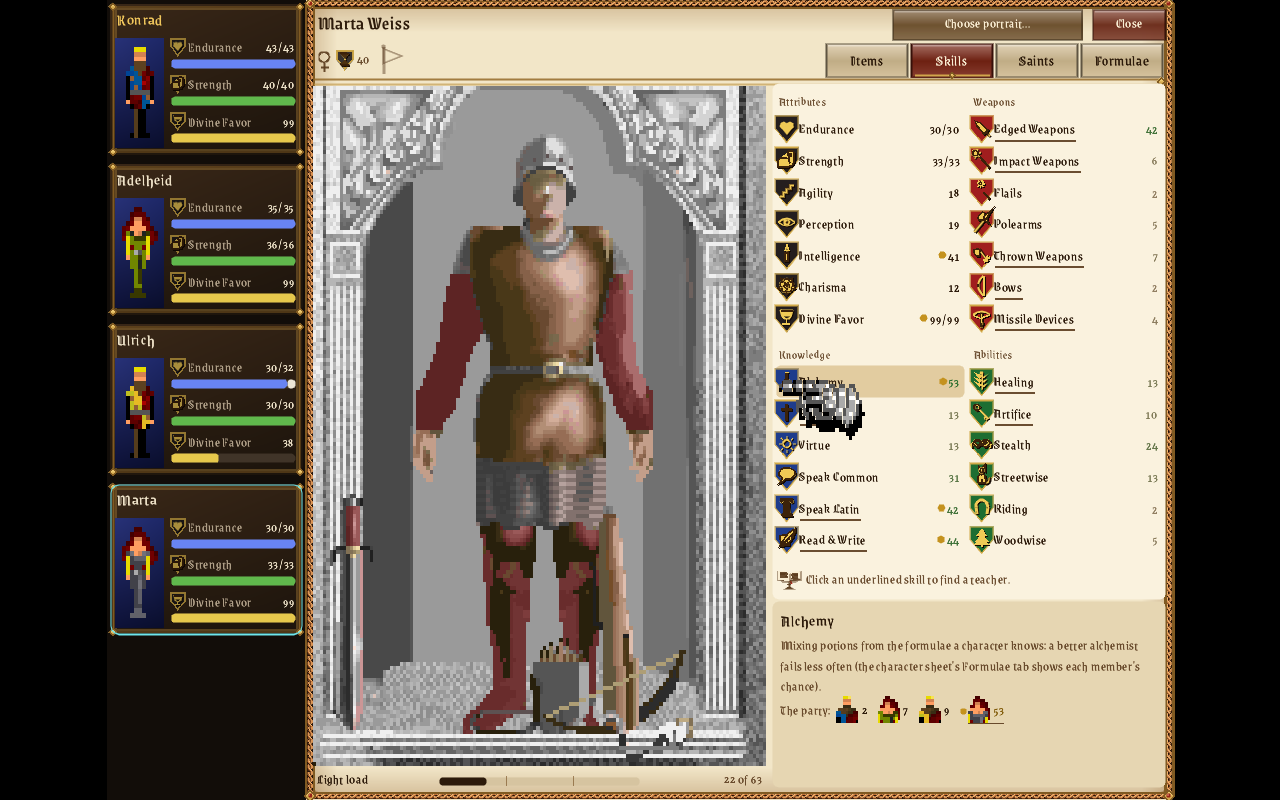 Konrad
Endurance 43/43
Strength 40/40
Divine Favor 99
Adelheid
Endurance 35/35
Strength 36/36
Divine Favor 99
Ulrich
Endurance 30/32
Strength 30/30
Divine Favor 38
Marta
Endurance 30/30
Strength 33/33
Divine Favor 99
Marta Weiss
Choose portrait...
Close
40
Items
Skills
Saints
Formulae
Attributes
Endurance 30/30
Strength 33/33
Agility 18
Perception 19
Intelligence 41
Charisma 12
Divine Favor 99/99
Weapons
Edged Weapons 42
Impact Weapons 6
Flails 2
Polearms 5
Thrown Weapons 7
Bows 2
Missile Devices 4
Knowledge
53
13
Virtue 13
Speak Common 31
Speak Latin 42
Read & Write 44
Abilities
Healing 13
Artifice 10
Stealth 24
Streetwise 13
Riding 2
Woodwise 5
Click an underlined skill to find a teacher.
Alchemy
Mixing potions from the formulae a character knows: a better alchemist
fails less often (the character sheet's Formulae tab shows each member's
chance).
The party: 2 7 9 53
Light load
22 of 63